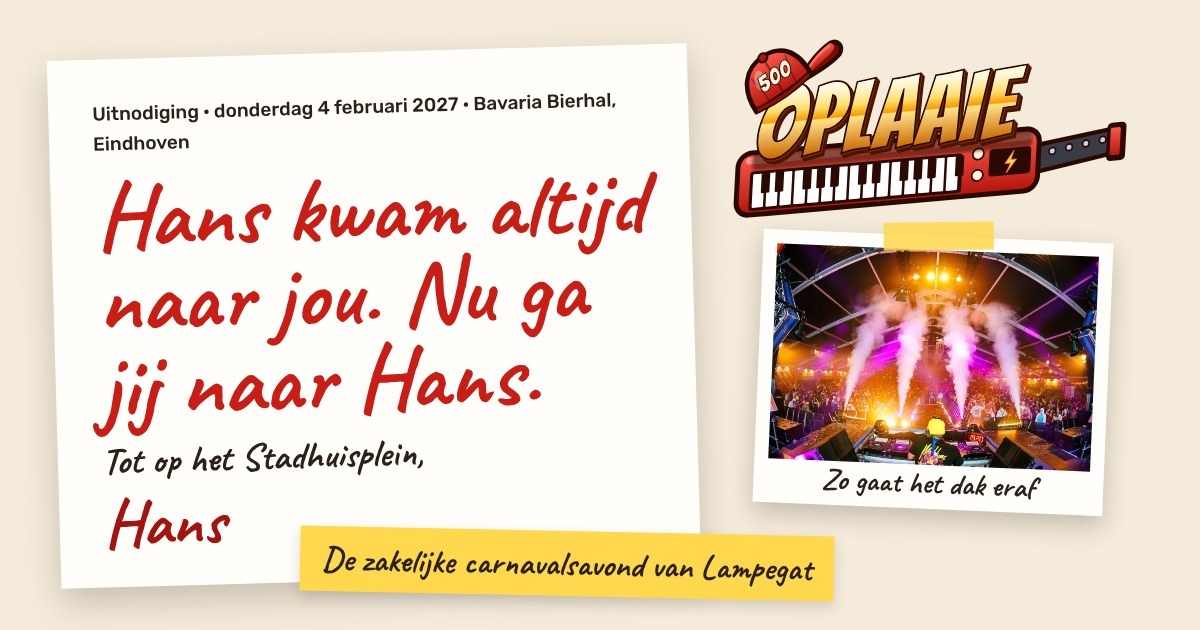 Uitnodiging • donderdag 4 februari 2027 • Bavaria Bierhal,
Eindhoven
Hans kwam altijd
naar jou. Nu ga
jij naar Hans.
Tot op het Stadhuisplein,
Hans
De zakelijke carnavalsavond van Lampegat
500
OPLAAIE
Zo gaat het dak eraf